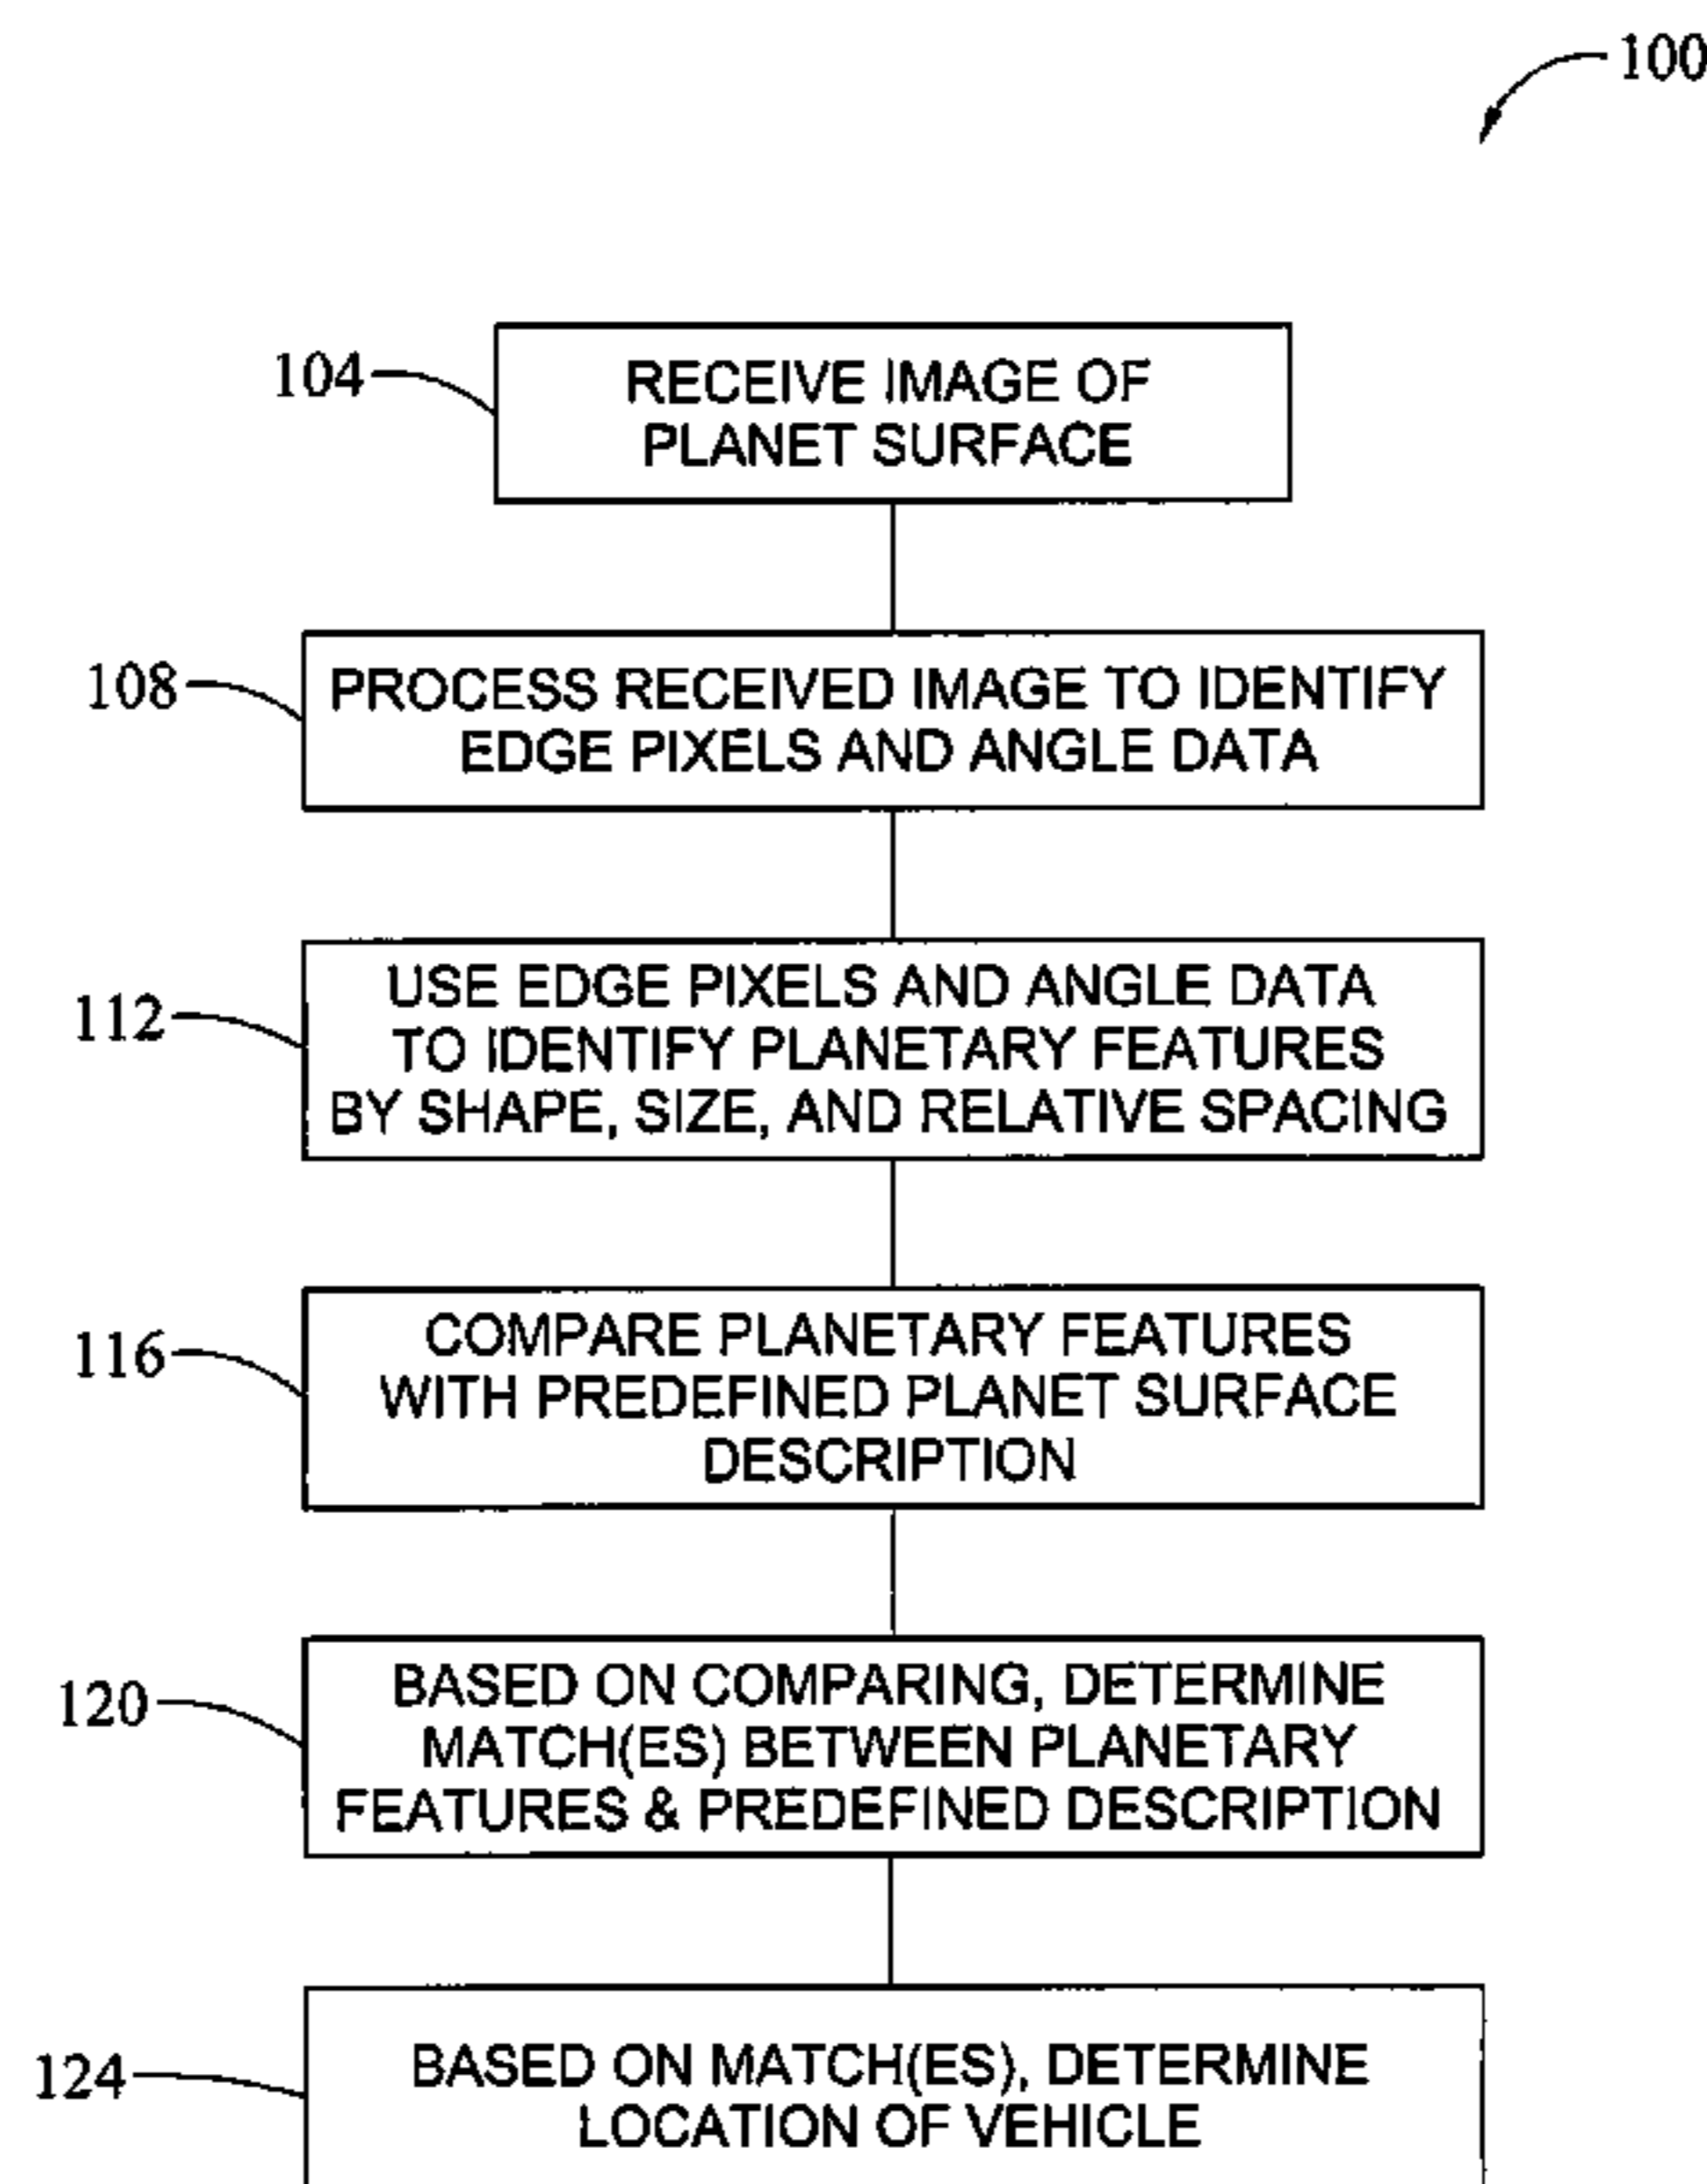 100
104
RECEIVE IMAGE OF
PLANET SURFACE
108
PROCESS RECEIVED IMAGE TO IDENTIFY
EDGE PIXELS AND ANGLE DATA
112
USE EDGE PIXELS AND ANGLE DATA
TO IDENTIFY PLANETARY FEATURES
BY SHAPE, SIZE, AND RELATIVE SPACING
116
COMPARE PLANETARY FEATURES
WITH PREDEFINED PLANET SURFACE
DESCRIPTION
120
BASED ON COMPARING, DETERMINE
MATCH(ES) BETWEEN PLANETARY
FEATURES & PREDEFINED DESCRIPTION
124
BASED ON MATCH(ES), DETERMINE
LOCATION OF VEHICLE